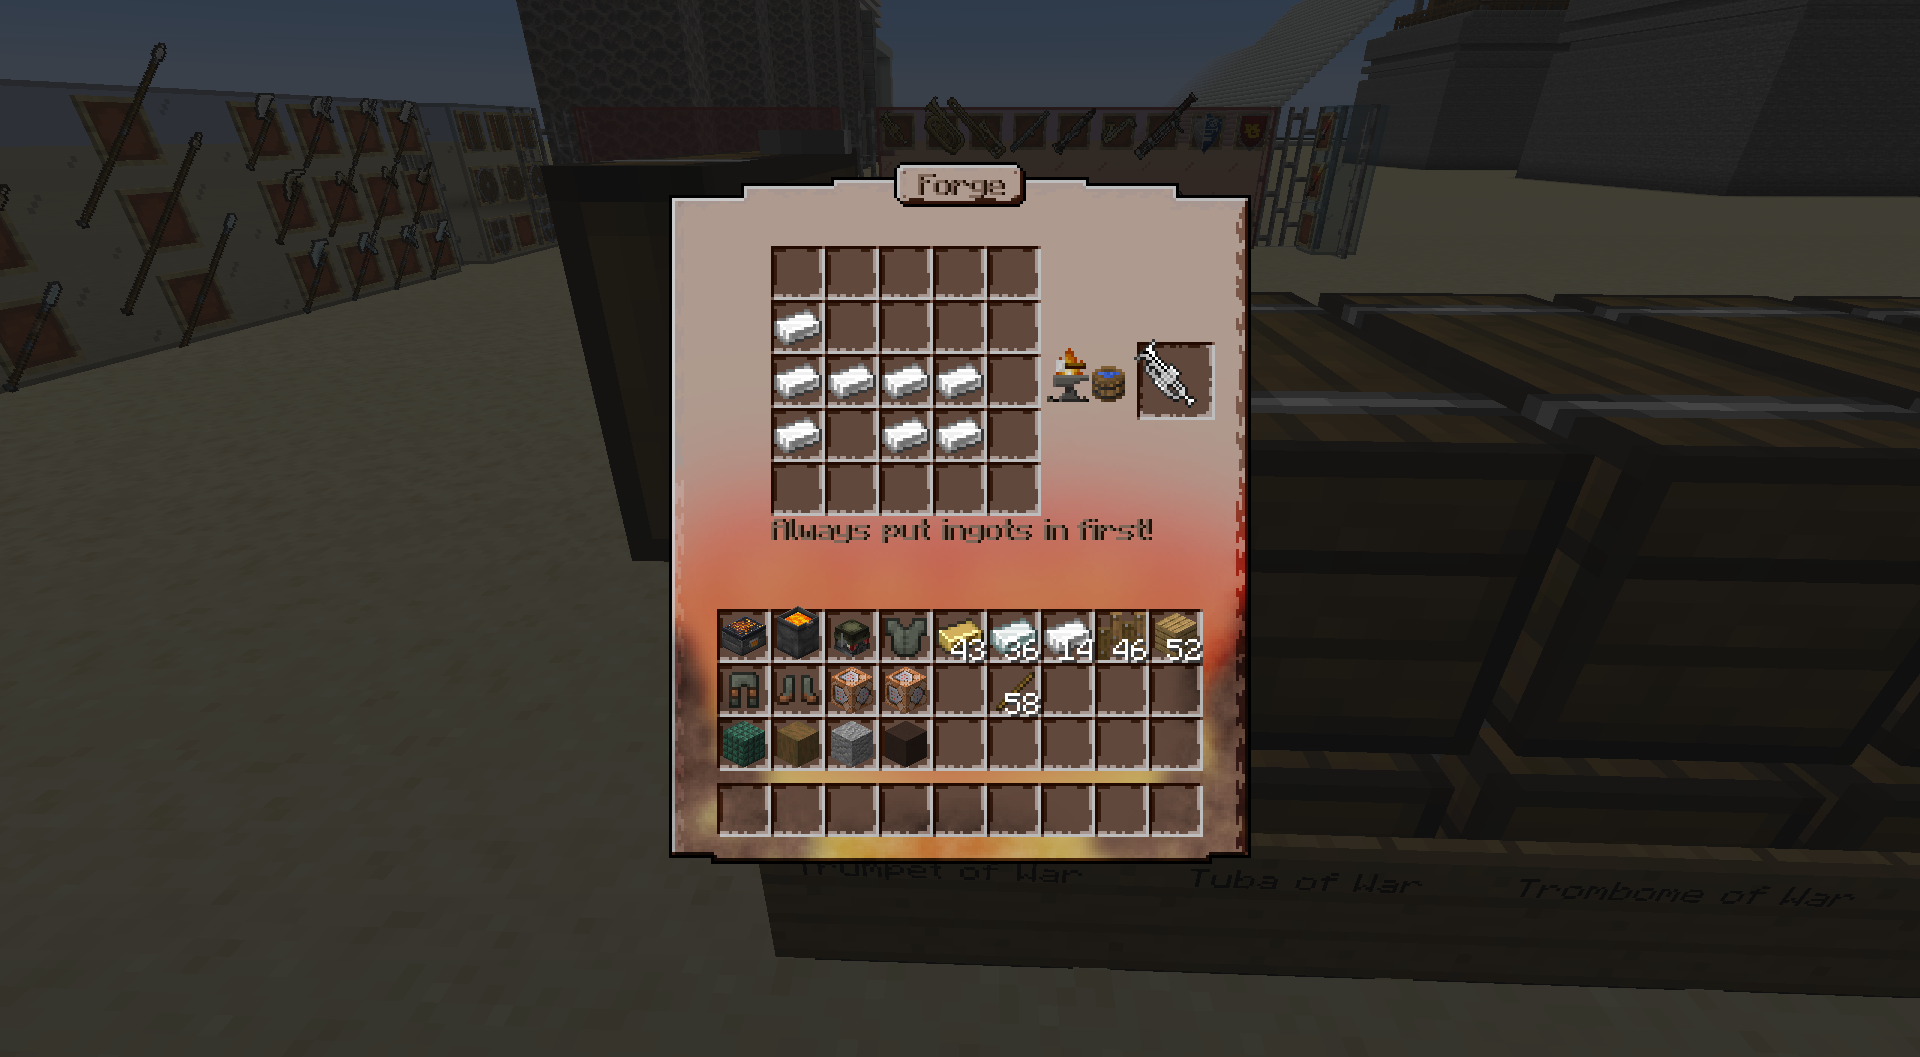 Forge
Always put ingots in first!
43 36 14 46 52
58
Trumpet of War
Tuba of War
Trombome of War